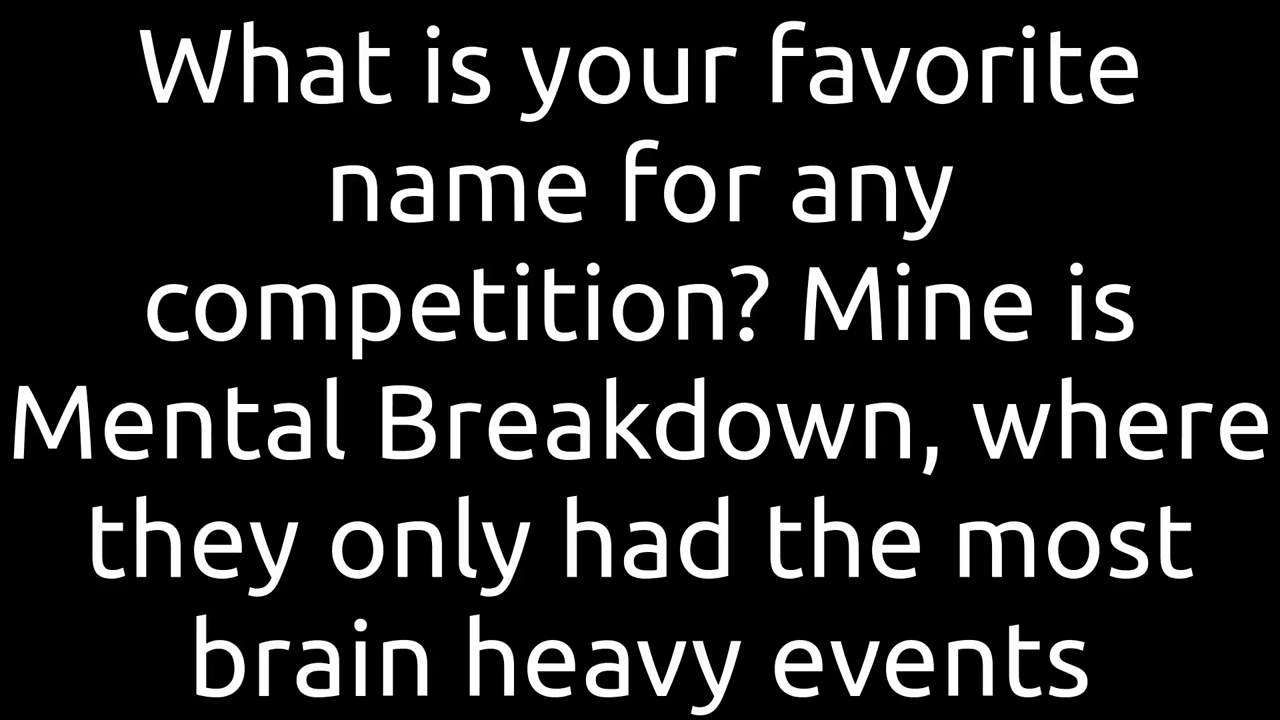 What is your favorite
name for any
competition? Mine is
Mental Breakdown, where
they only had the most
brain heavy events